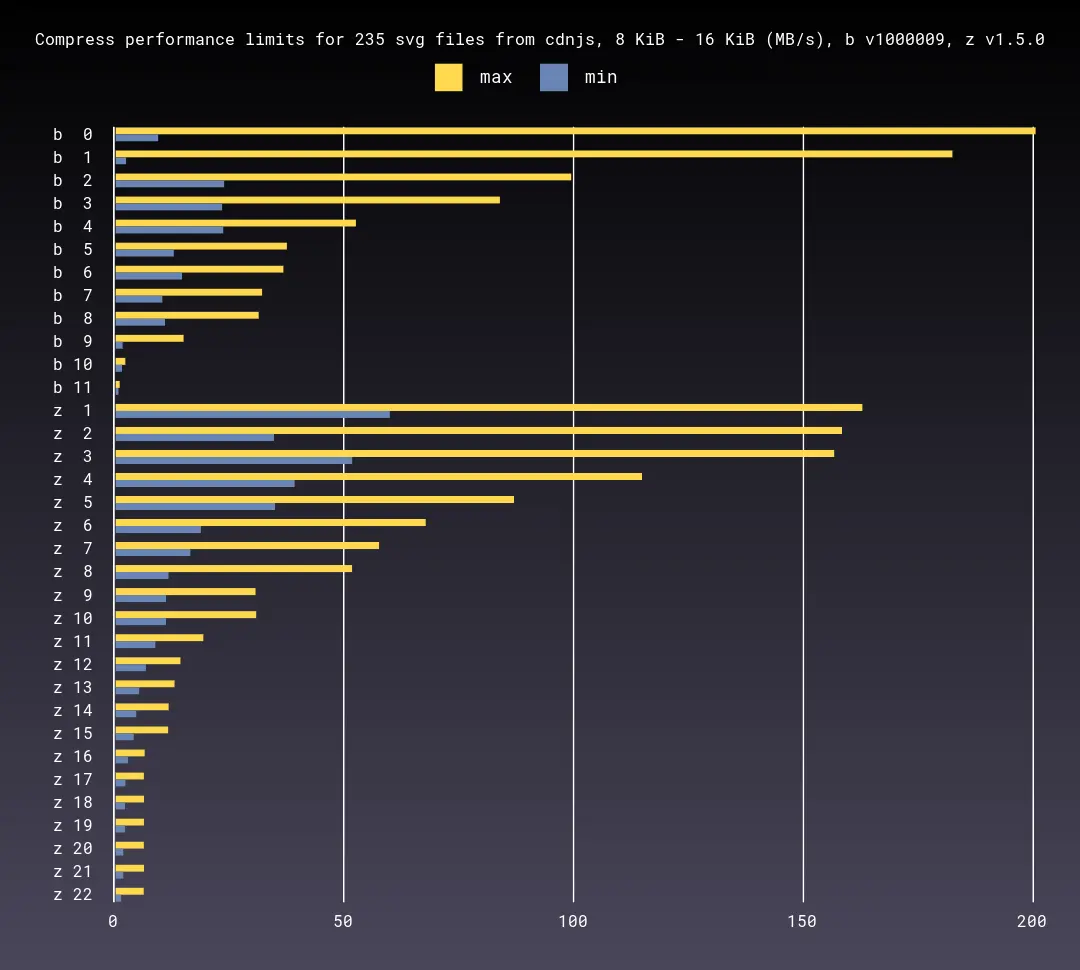 Compress performance limits for 235 svg files from cdnjs, 8 KiB - 16 KiB (MB/s), b v1000009, z v1.5.0
max min
b 0
b 1
b 2
b 3
b 4
b 5
b 6
b 7
b 8
b 9
b 10
b 11
z 1
z 2
z 3
z 4
z 5
z 6
z 7
z 8
z 9
z 10
z 11
z 12
z 13
z 14
z 15
z 16
z 17
z 18
z 19
z 20
z 21
z 22
0 50 100 150 200